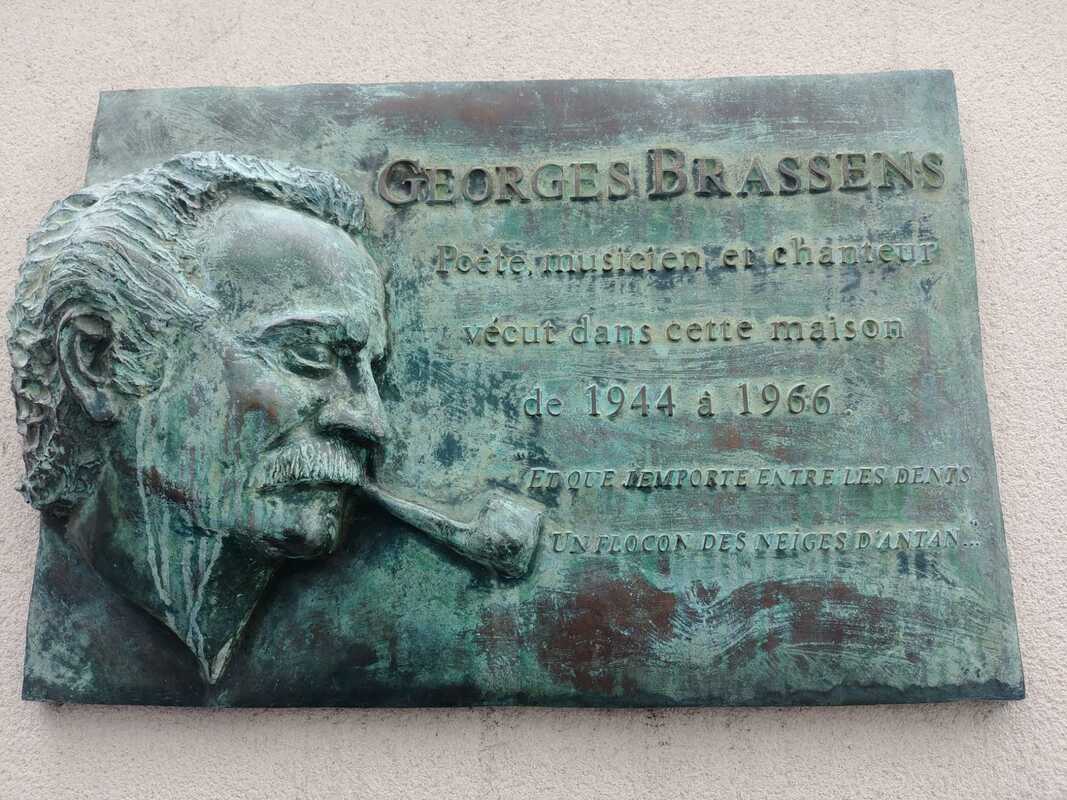 GEORGES BRASSENS
Poète, musicien et chanteur
vécut dans cette maison
de 1944 à 1966.
ET QUE J'EMPORTE ENTRE LES DENTS
UN FLOCON DES NEIGES D'ANTAN...